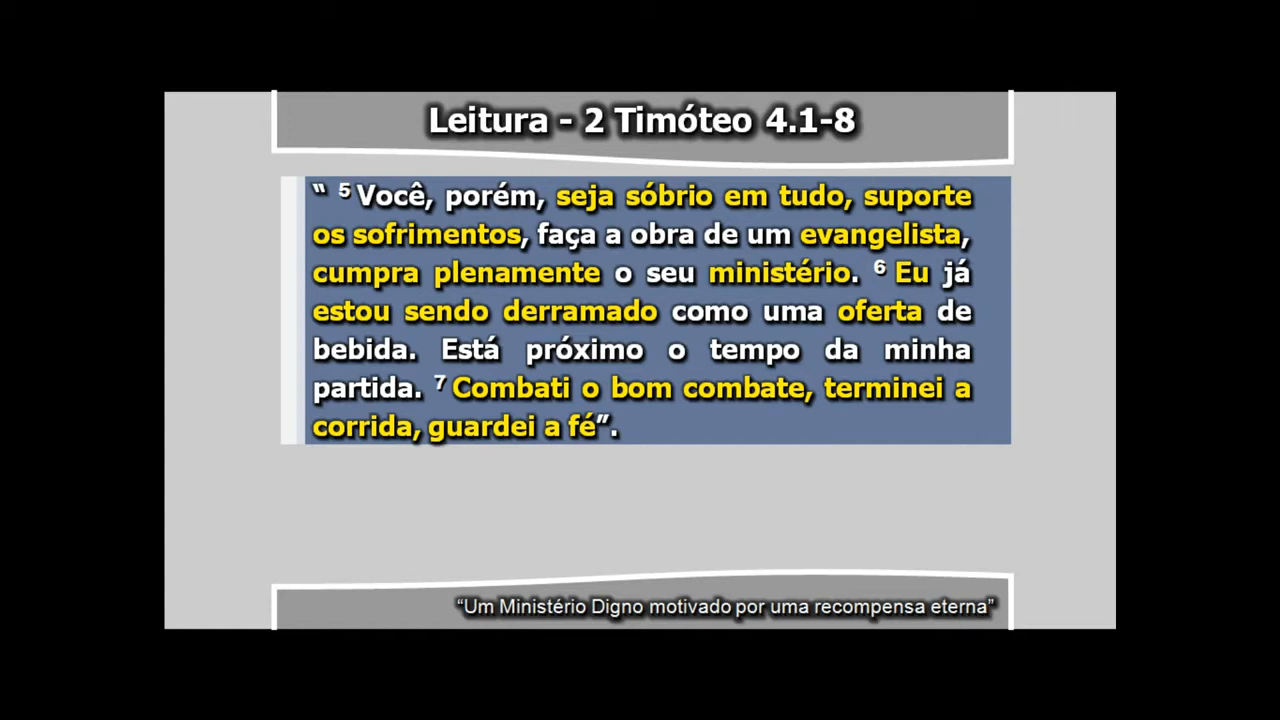 Leitura - 2 Timóteo 4.1-8
“ ⁵ Você, porém, seja sóbrio em tudo, suporte
os sofrimentos, faça a obra de um evangelista,
cumpra plenamente o seu ministério. ⁶ Eu já
estou sendo derramado como uma oferta de
bebida. Está próximo o tempo da minha
partida. ⁷ Combati o bom combate, terminei a
corrida, guardei a fé”.
“Um Ministério Digno motivado por uma recompensa eterna”